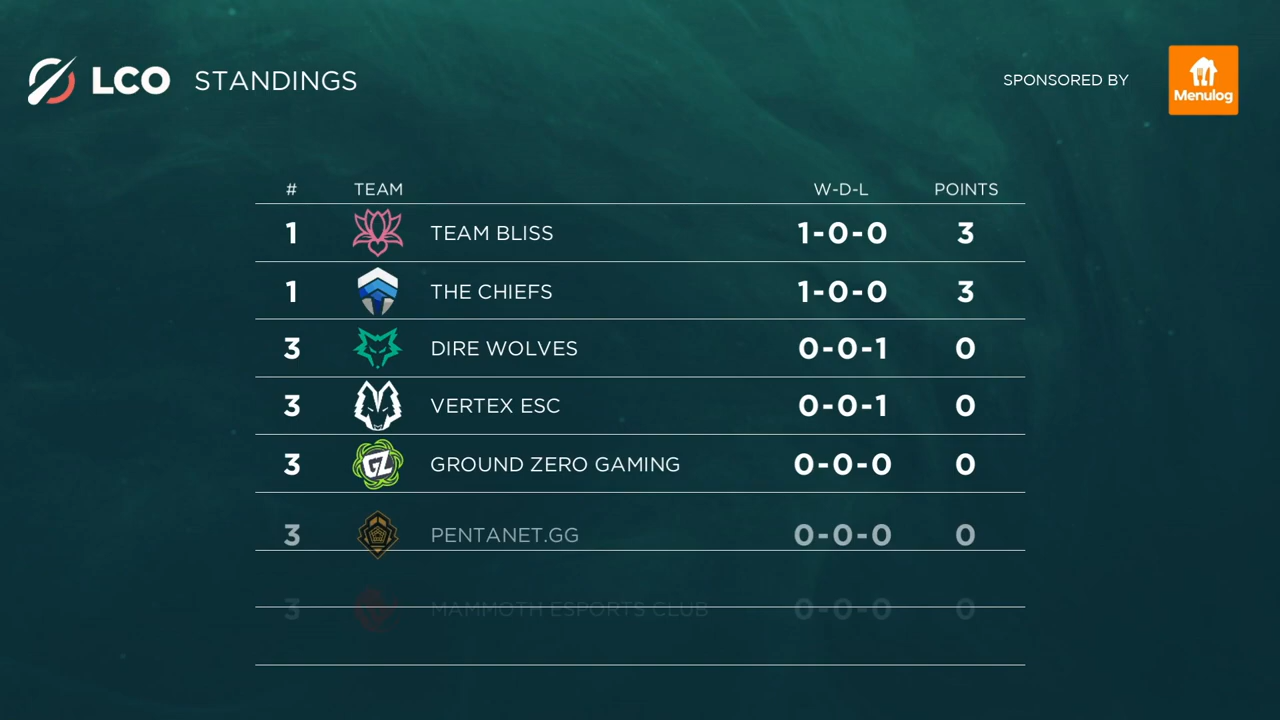 LCO STANDINGS
SPONSORED BY
Menulog
# TEAM W-D-L POINTS
1 TEAM BLISS 1-0-0 3
1 THE CHIEFS 1-0-0 3
3 DIRE WOLVES 0-0-1 0
3 VERTEX ESC 0-0-1 0
3 GZ GROUND ZERO GAMING 0-0-0 0
3 PENTANET.GG 0-0-0 0
3 MAMMOTH ESPORTS CLUB 0-0-0 0